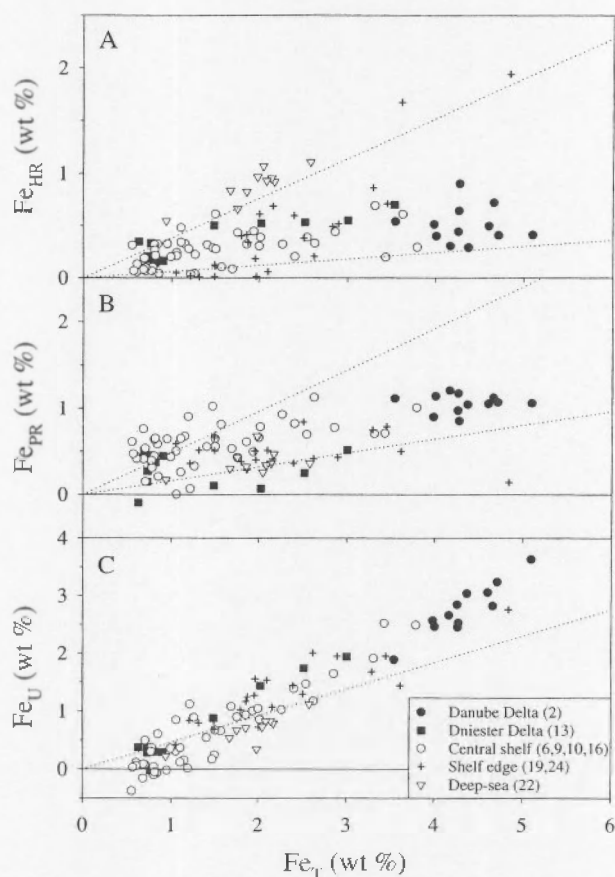 A
2
1
0
Fe_HR (wt %)
B
2
1
0
Fe_PR (wt %)
C
4
3
2
1
0
Fe_U (wt %)
Danube Delta (2)
Dniester Delta (13)
Central shelf (6,9,10,16)
Shelf edge (19,24)
Deep-sea (22)
0 1 2 3 4 5 6
Fe_T (wt %)